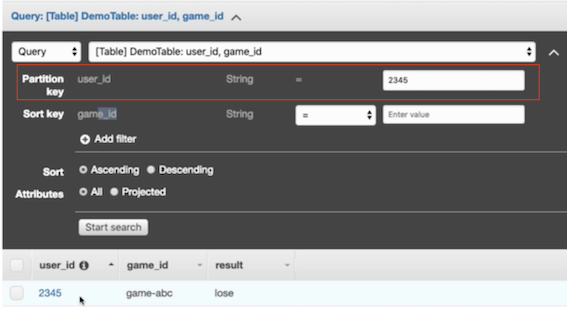 Query: [Table] DemoTable: user_id, game_id
Query [Table] DemoTable: user_id, game_id
Partition key user_id String = 2345
Sort key game_id String = Enter value
Add filter
Sort Ascending Descending
Attributes All Projected
Start search
user_id game_id result
2345 game-abc lose